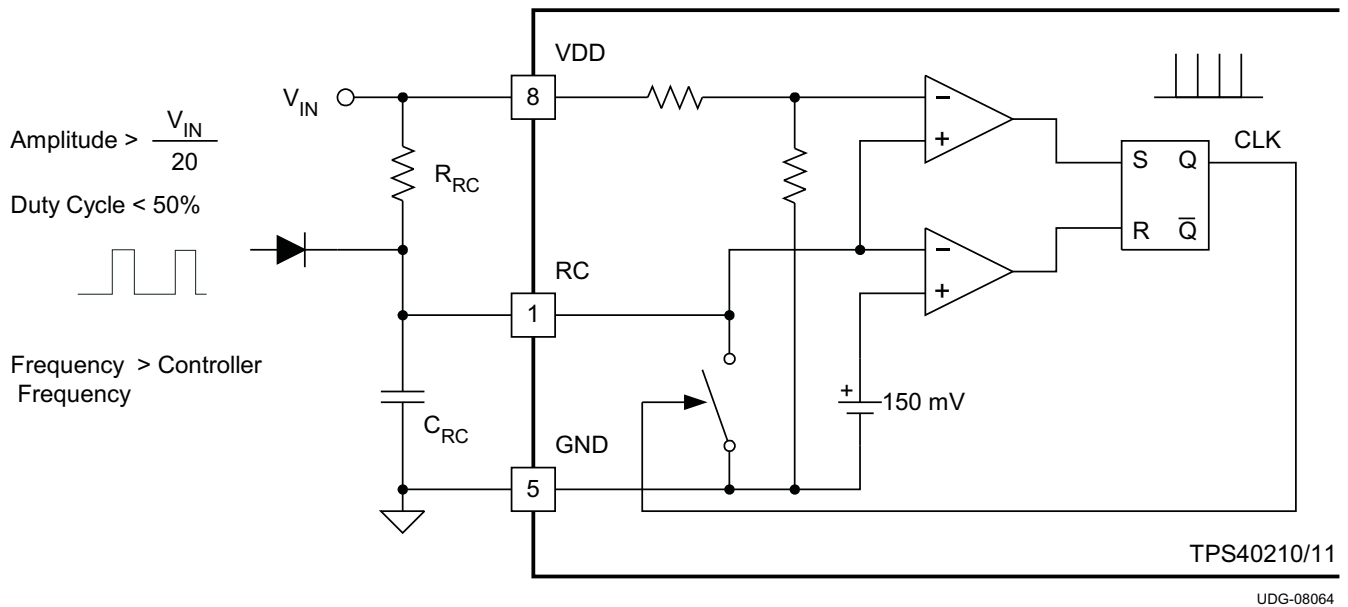 VDD
V_IN
8
Amplitude > V_IN / 20
R_RC
Duty Cycle < 50%
RC
1
Frequency > Controller
Frequency
C_RC
GND
5
−
+
−
+
+
150 mV
S Q
R Q̅
CLK
TPS40210/11
UDG-08064